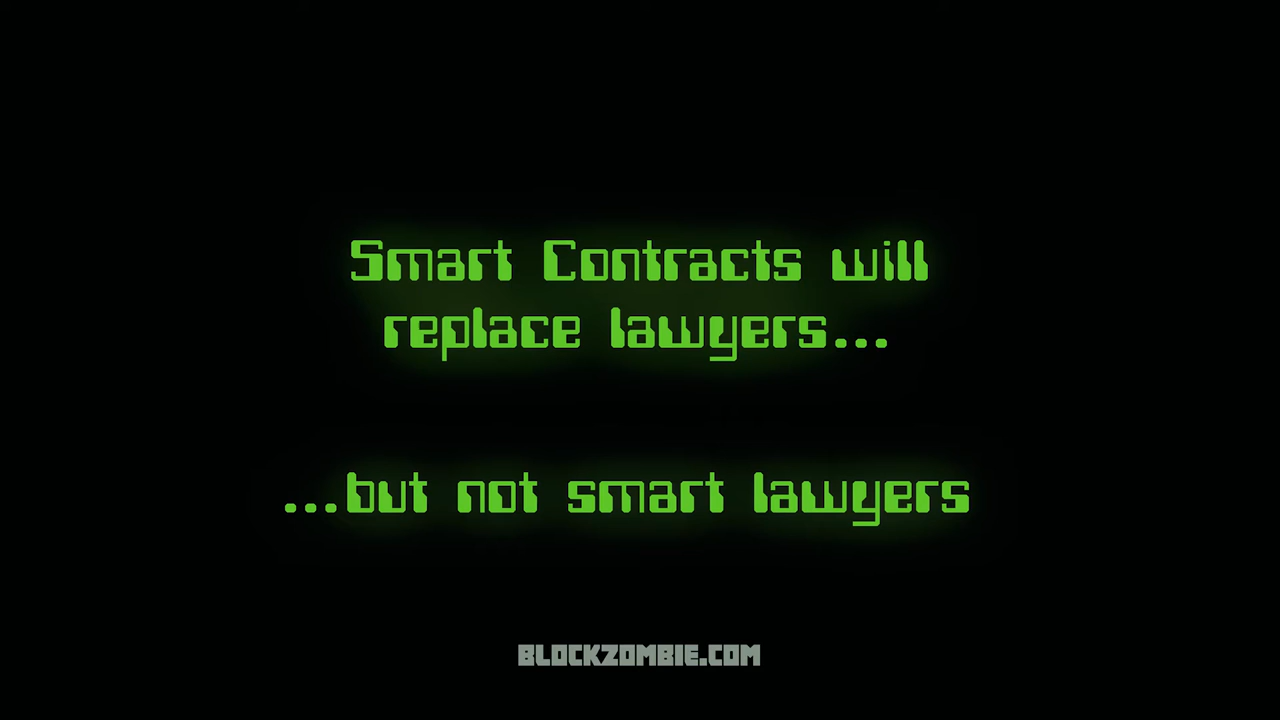 Smart Contracts will
replace lawyers...
...but not smart lawyers
BLOCKZOMBIE.COM